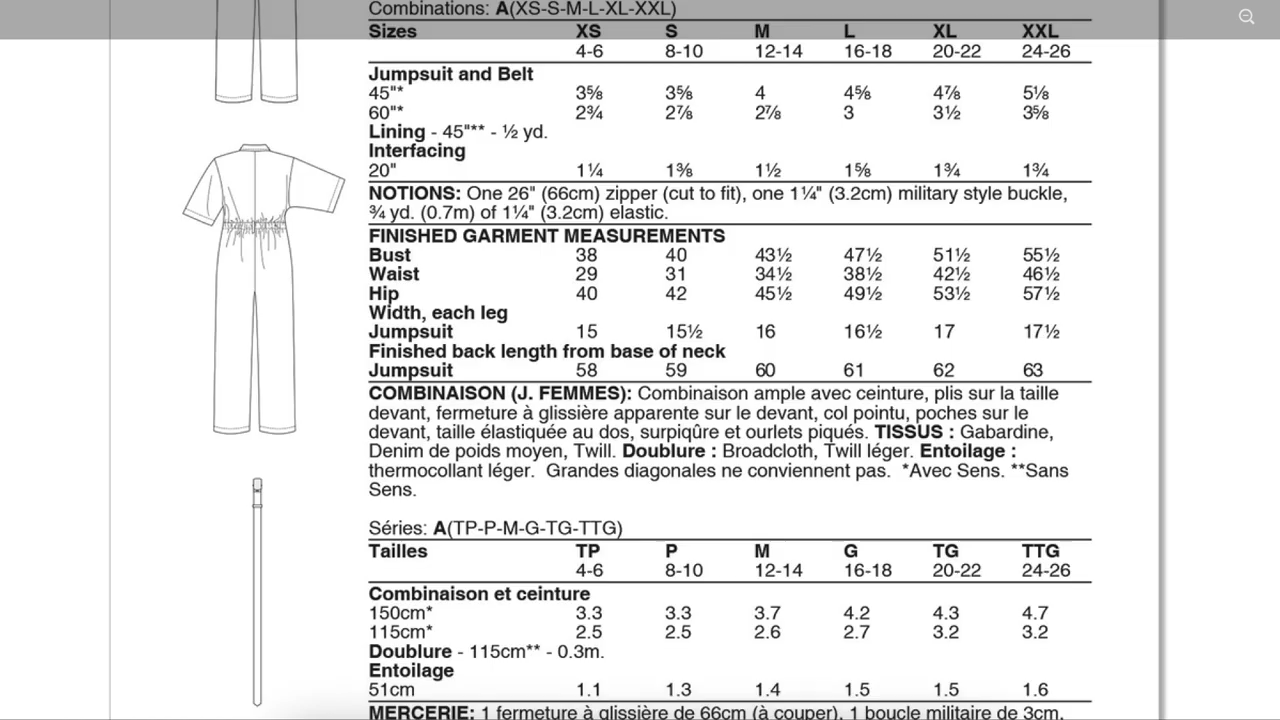 Combinations: A(XS-S-M-L-XL-XXL)
Sizes XS S M L XL XXL
4-6 8-10 12-14 16-18 20-22 24-26
Jumpsuit and Belt
45"* 3⅝ 3⅝ 4 4⅝ 4⅞ 5⅛
60"* 2¾ 2⅞ 2⅞ 3 3½ 3⅝
Lining - 45"** - ½ yd.
Interfacing
20" 1¼ 1⅜ 1½ 1⅝ 1¾ 1¾
NOTIONS: One 26" (66cm) zipper (cut to fit), one 1¼" (3.2cm) military style buckle,
¾ yd. (0.7m) of 1¼" (3.2cm) elastic.
FINISHED GARMENT MEASUREMENTS
Bust 38 40 43½ 47½ 51½ 55½
Waist 29 31 34½ 38½ 42½ 46½
Hip 40 42 45½ 49½ 53½ 57½
Width, each leg
Jumpsuit 15 15½ 16 16½ 17 17½
Finished back length from base of neck
Jumpsuit 58 59 60 61 62 63
COMBINAISON (J. FEMMES): Combinaison ample avec ceinture, plis sur la taille
devant, fermeture à glissière apparente sur le devant, col pointu, poches sur le
devant, taille élastiquée au dos, surpiqûre et ourlets piqués. TISSUS : Gabardine,
Denim de poids moyen, Twill. Doublure : Broadcloth, Twill léger. Entoilage :
thermocollant léger. Grandes diagonales ne conviennent pas. *Avec Sens. **Sans
Sens.
Séries: A(TP-P-M-G-TG-TTG)
Tailles TP P M G TG TTG
4-6 8-10 12-14 16-18 20-22 24-26
Combinaison et ceinture
150cm* 3.3 3.3 3.7 4.2 4.3 4.7
115cm* 2.5 2.5 2.6 2.7 3.2 3.2
Doublure - 115cm** - 0.3m.
Entoilage
51cm 1.1 1.3 1.4 1.5 1.5 1.6
MERCERIE: 1 fermeture à glissière de 66cm (à couper), 1 boucle militaire de 3cm,